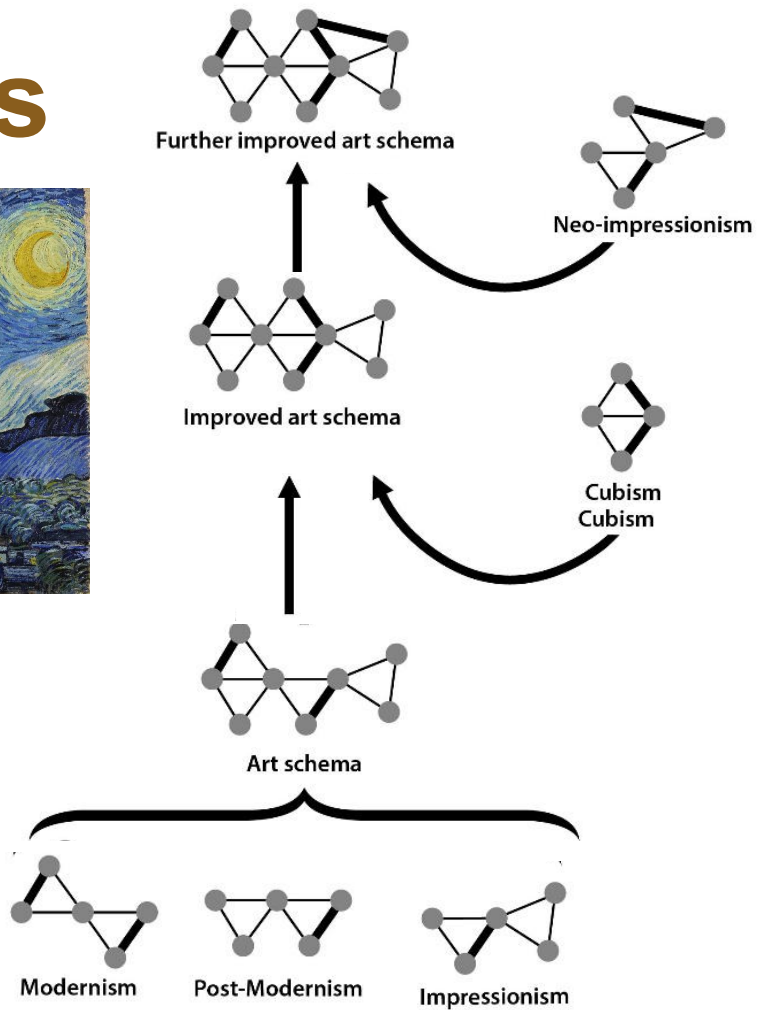 s
Further improved art schema
Neo-impressionism
Improved art schema
Cubism
Cubism
Art schema
Modernism
Post-Modernism
Impressionism